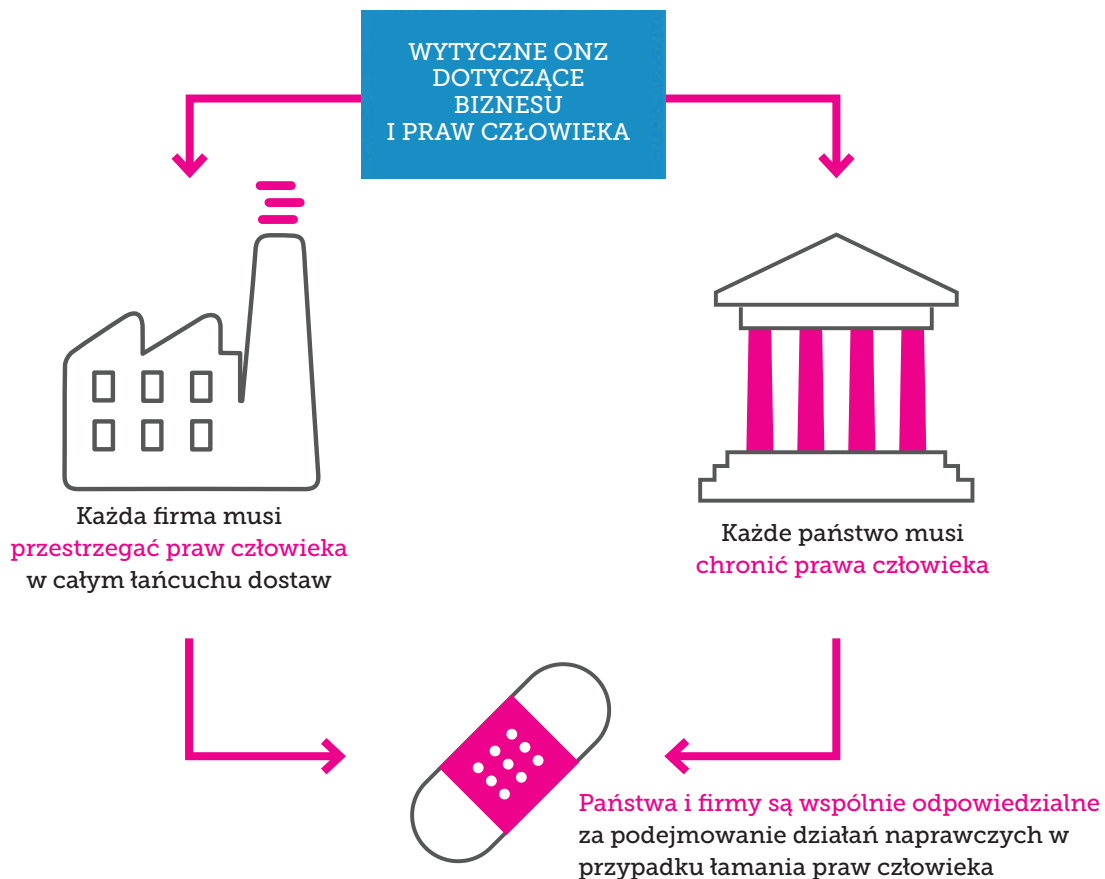 WYTYCZNE ONZ
DOTYCZĄCE
BIZNESU
I PRAW CZŁOWIEKA
Każda firma musi
przestrzegać praw człowieka
w całym łańcuchu dostaw
Każde państwo musi
chronić prawa człowieka
Państwa i firmy są wspólnie odpowiedzialne
za podejmowanie działań naprawczych w
przypadku łamania praw człowieka